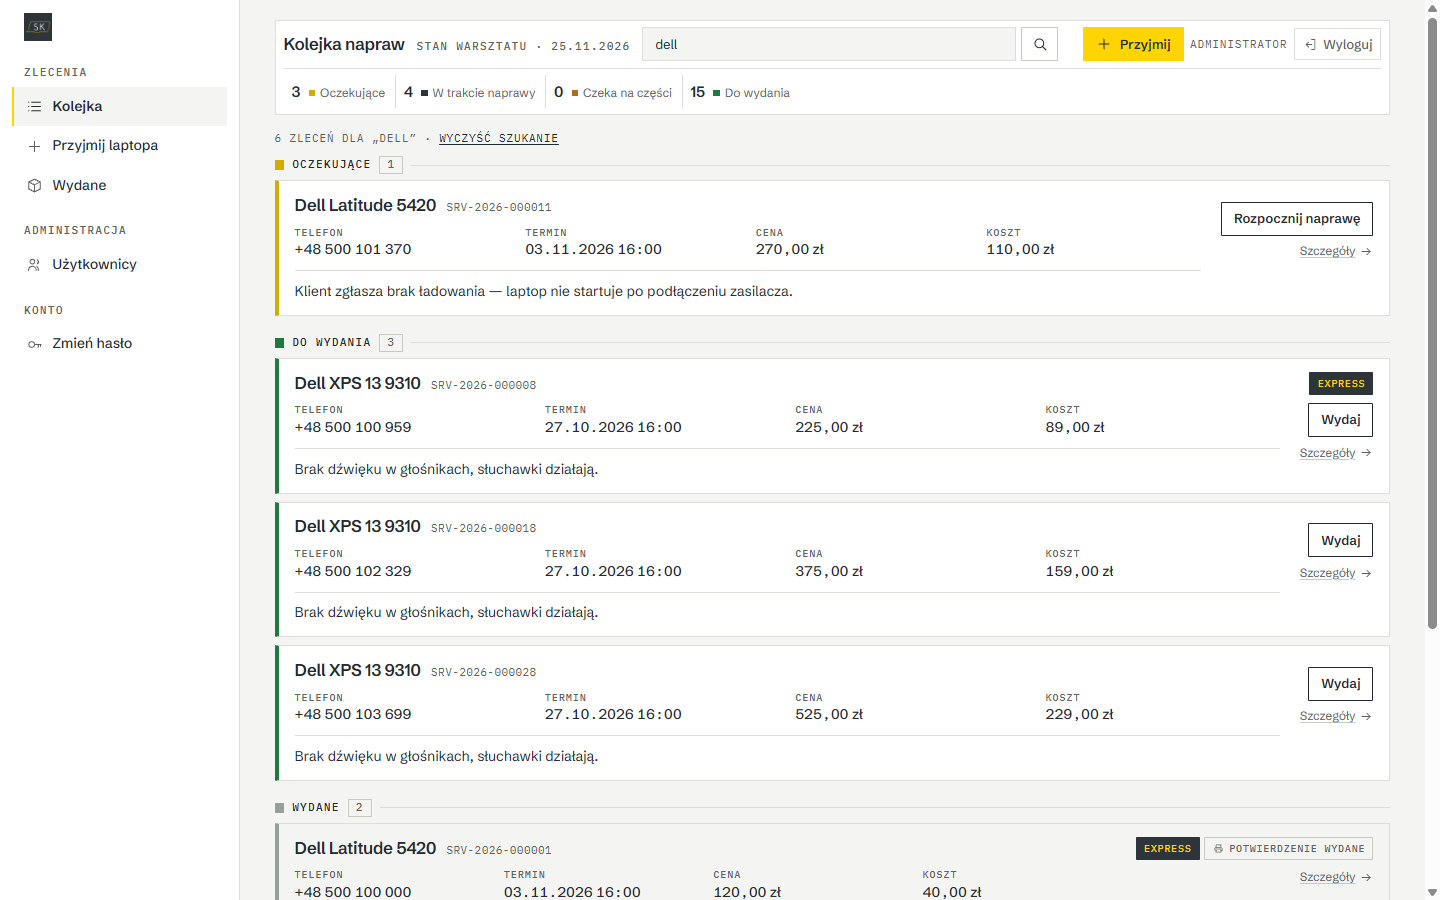 SK
ZLECENIA
Kolejka
Przyjmij laptopa
Wydane
ADMINISTRACJA
Użytkownicy
KONTO
Zmień hasło
Kolejka napraw STAN WARSZTATU · 25.11.2026
dell
Przyjmij
ADMINISTRATOR
Wyloguj
3 Oczekujące 4 W trakcie naprawy 0 Czeka na części 15 Do wydania
6 ZLECEŃ DLA „DELL” · WYCZYŚĆ SZUKANIE
OCZEKUJĄCE 1
Dell Latitude 5420 SRV-2026-000011
TELEFON TERMIN CENA KOSZT
+48 500 101 370 03.11.2026 16:00 270,00 zł 110,00 zł
Rozpocznij naprawę
Szczegóły →
Klient zgłasza brak ładowania — laptop nie startuje po podłączeniu zasilacza.
DO WYDANIA 3
Dell XPS 13 9310 SRV-2026-000008
EXPRESS
TELEFON TERMIN CENA KOSZT
+48 500 100 959 27.10.2026 16:00 225,00 zł 89,00 zł
Wydaj
Szczegóły →
Brak dźwięku w głośnikach, słuchawki działają.
Dell XPS 13 9310 SRV-2026-000018
TELEFON TERMIN CENA KOSZT
+48 500 102 329 27.10.2026 16:00 375,00 zł 159,00 zł
Wydaj
Szczegóły →
Brak dźwięku w głośnikach, słuchawki działają.
Dell XPS 13 9310 SRV-2026-000028
TELEFON TERMIN CENA KOSZT
+48 500 103 699 27.10.2026 16:00 525,00 zł 229,00 zł
Wydaj
Szczegóły →
Brak dźwięku w głośnikach, słuchawki działają.
WYDANE 2
Dell Latitude 5420 SRV-2026-000001
EXPRESS POTWIERDZENIE WYDANE
TELEFON TERMIN CENA KOSZT
+48 500 100 000 03.11.2026 16:00 120,00 zł 40,00 zł
Szczegóły →